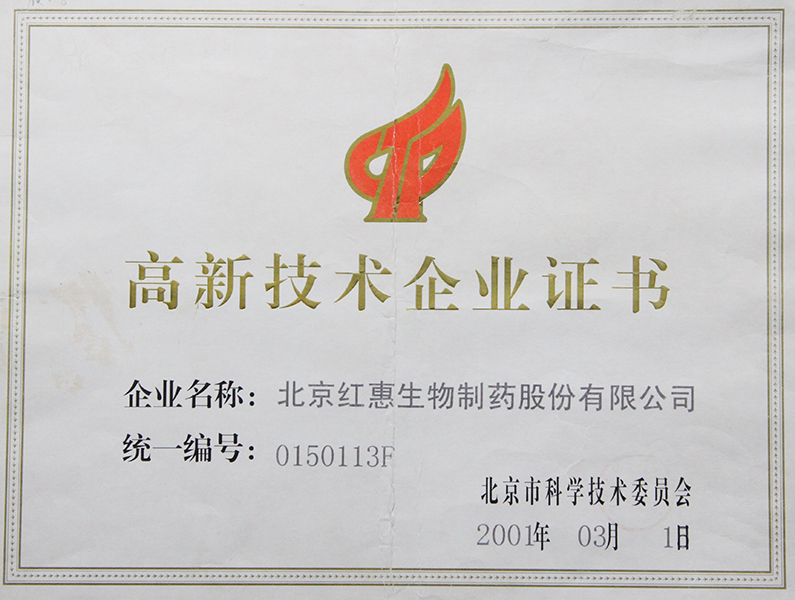 高新技术企业证书
企业名称：北京红惠生物制药股份有限公司
统一编号：0150113F
北京市科学技术委员会
2001年 03月 1日